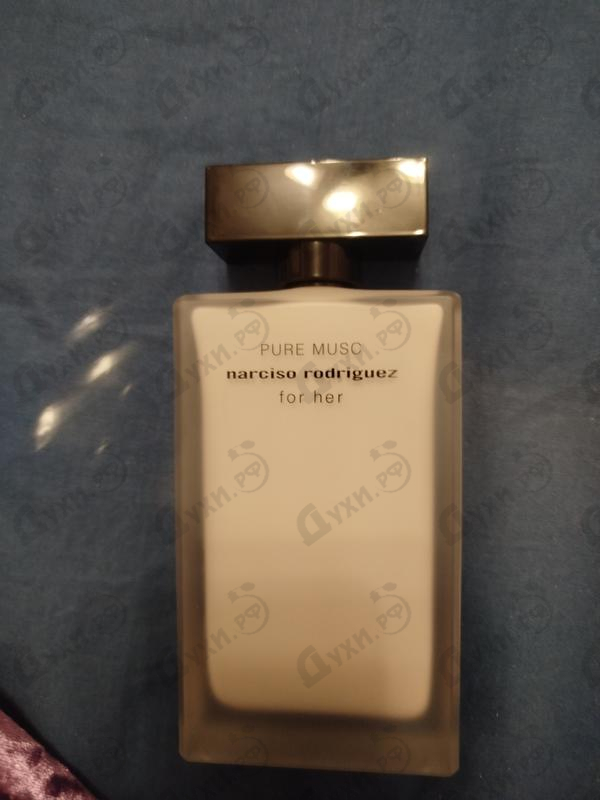 PURE MUSC
narciso rodriguez
for her
Духи.рф